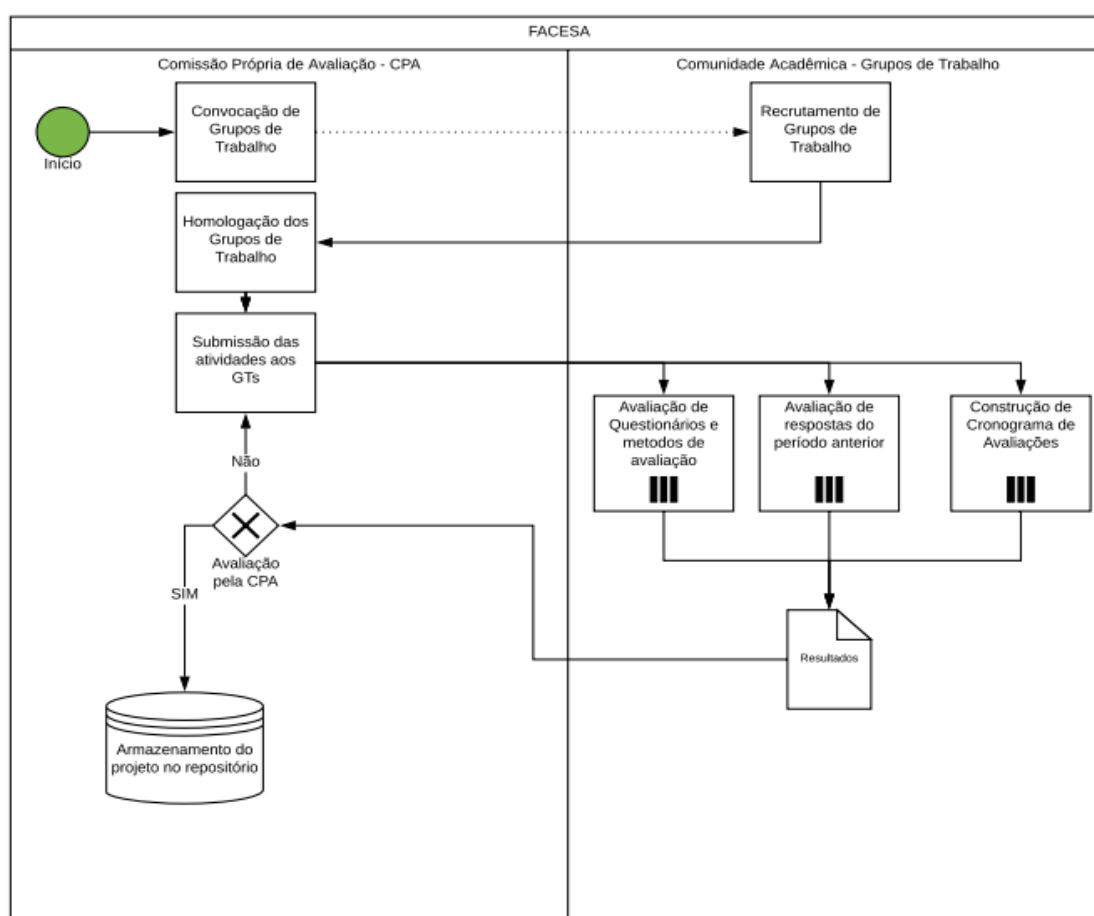 FACESA
Comissão Própria de Avaliação - CPA
Comunidade Acadêmica - Grupos de Trabalho
Início
Convocação de
Grupos de
Trabalho
Recrutamento de
Grupos de
Trabalho
Homologação dos
Grupos de
Trabalho
Submissão das
atividades aos
GTs
Avaliação de
Questionários e
metodos de
avaliação
Avaliação de
respostas do
período anterior
Construção de
Cronograma de
Avaliações
Não
Avaliação
pela CPA
SIM
Resultados
Armazenamento do
projeto no repositório